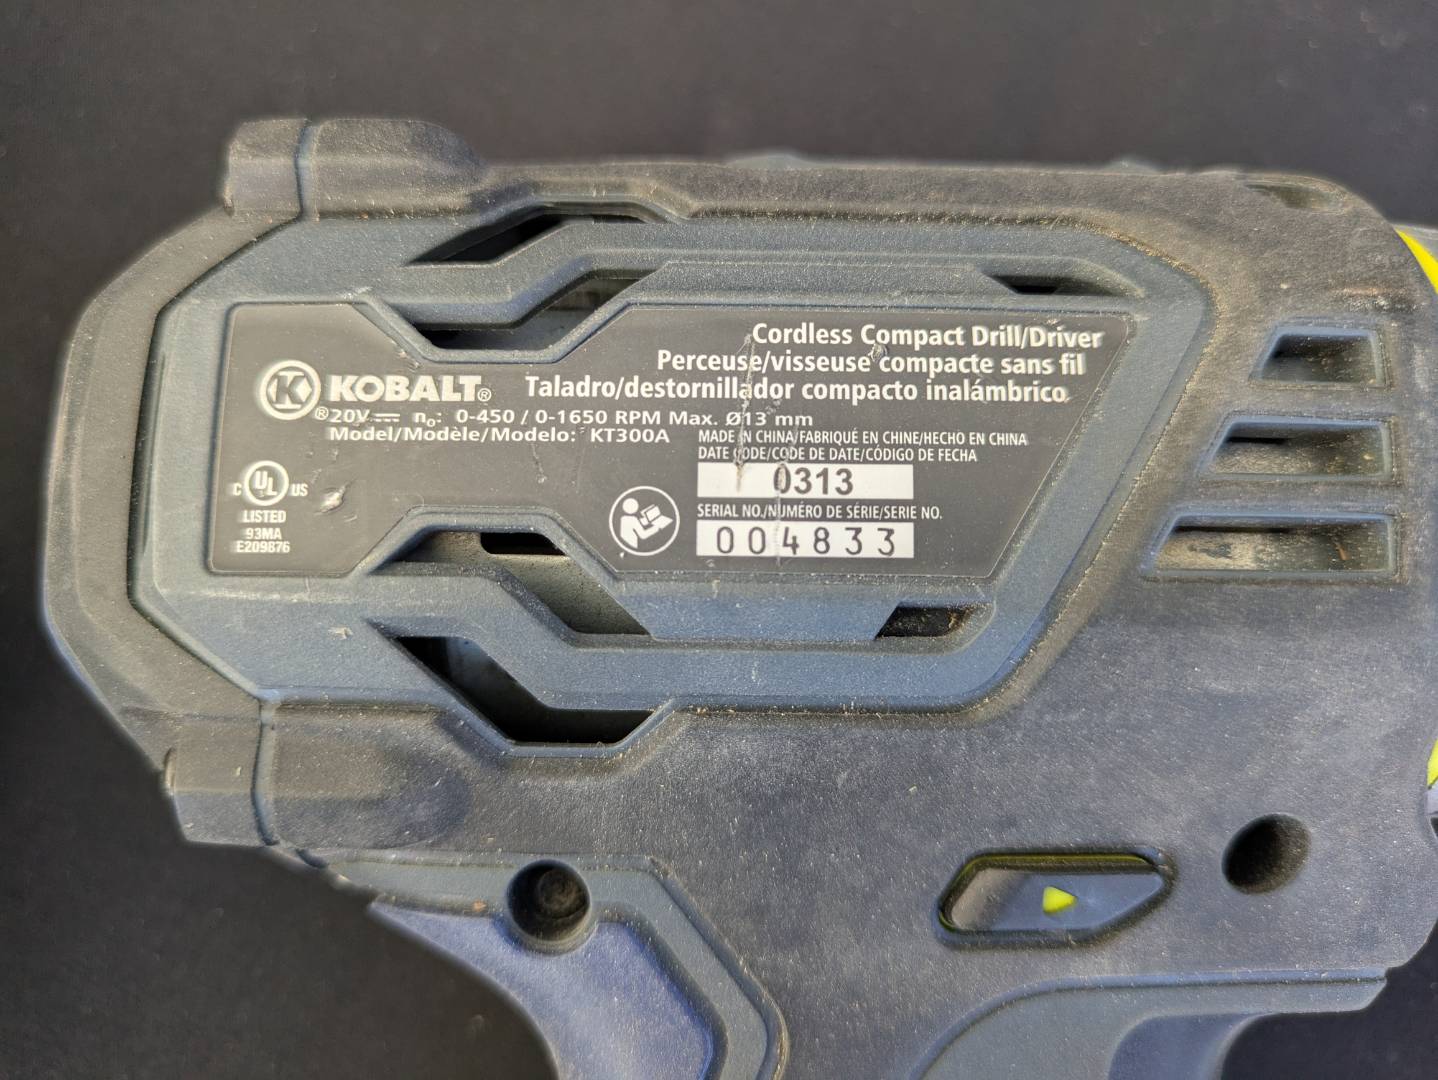 Cordless Compact Drill/Driver
Perceuse/visseuse compacte sans fil
K KOBALT® Taladro/destornillador compacto inalámbrico
®20V⎓ n₀: 0-450 / 0-1650 RPM Max. Ø13 mm
Model/Modèle/Modelo: KT300A
MADE IN CHINA/FABRIQUÉ EN CHINE/HECHO EN CHINA
DATE CODE/CODE DE DATE/CÓDIGO DE FECHA
0313
SERIAL NO./NUMÉRO DE SÉRIE/SERIE NO.
004833
C UL US
LISTED
93MA
E209876